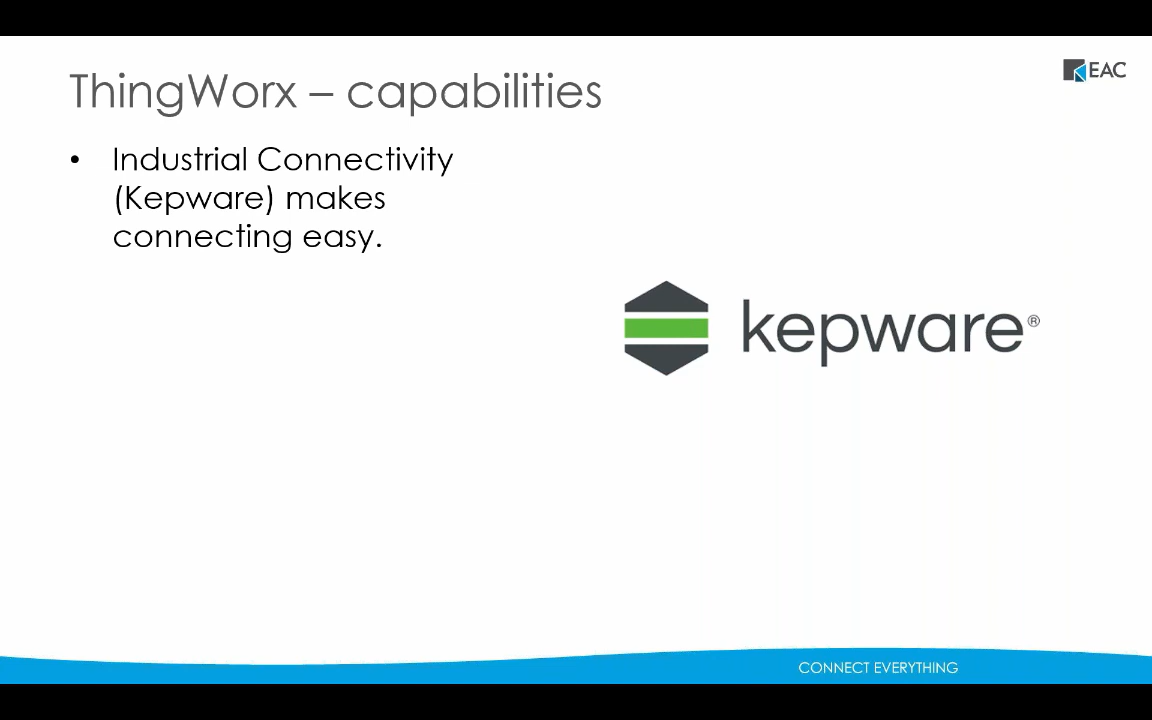 ThingWorx – capabilities
EAC
• Industrial Connectivity
(Kepware) makes
connecting easy.
kepware®
CONNECT EVERYTHING